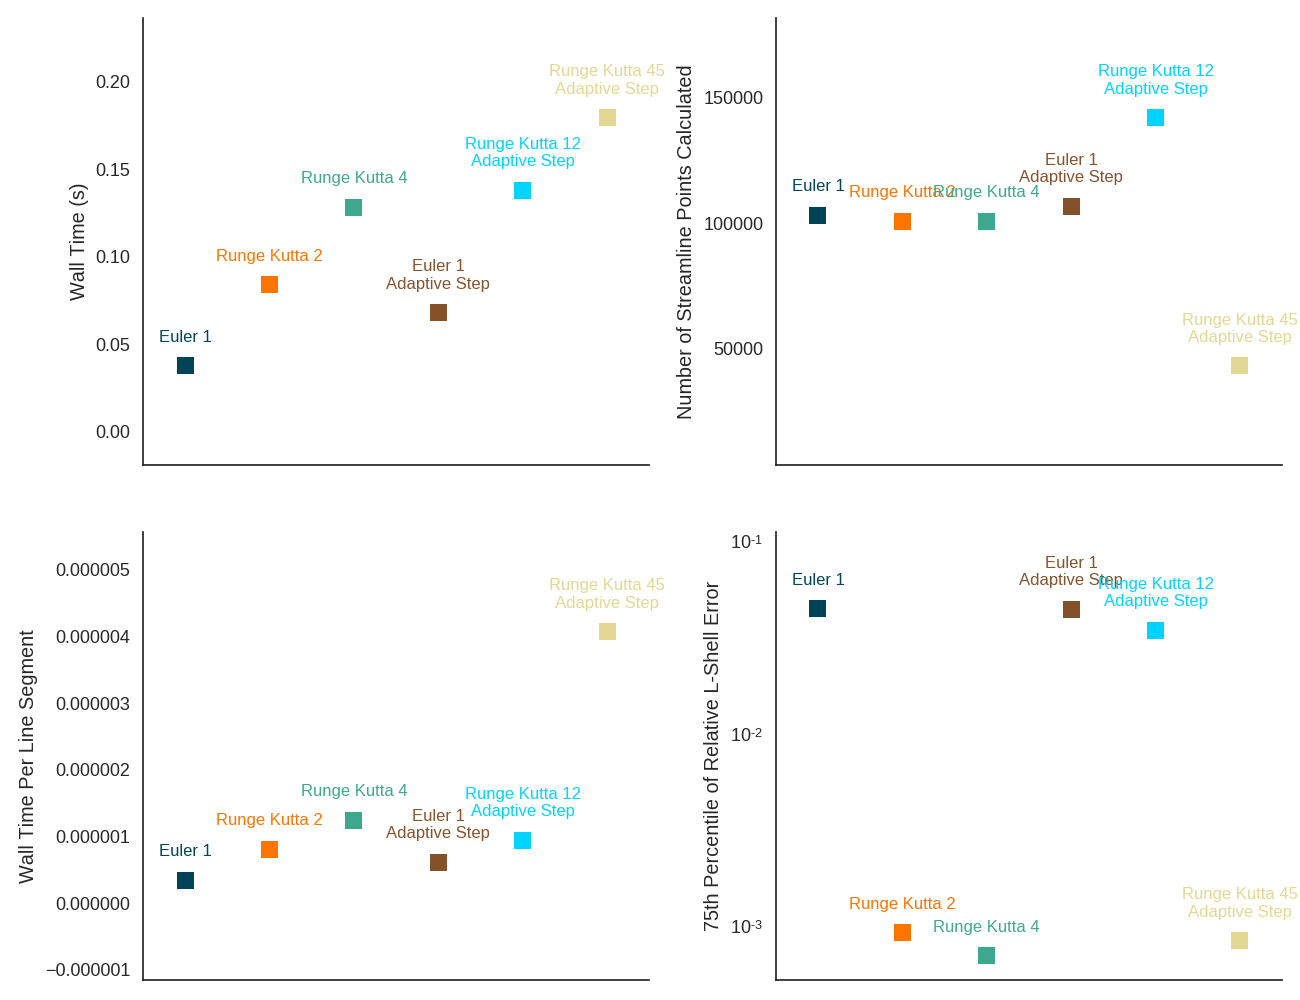 Wall Time (s)
0.20
0.15
0.10
0.05
0.00
Euler 1
Runge Kutta 2
Runge Kutta 4
Euler 1
Adaptive Step
Runge Kutta 12
Adaptive Step
Runge Kutta 45
Adaptive Step
Number of Streamline Points Calculated
150000
100000
50000
Euler 1
Runge Kutta 2
Runge Kutta 4
Euler 1
Adaptive Step
Runge Kutta 12
Adaptive Step
Runge Kutta 45
Adaptive Step
Wall Time Per Line Segment
0.000005
0.000004
0.000003
0.000002
0.000001
0.000000
−0.000001
Euler 1
Runge Kutta 2
Runge Kutta 4
Euler 1
Adaptive Step
Runge Kutta 12
Adaptive Step
Runge Kutta 45
Adaptive Step
75th Percentile of Relative L-Shell Error
10⁻¹
10⁻²
10⁻³
Euler 1
Runge Kutta 2
Runge Kutta 4
Euler 1
Adaptive Step
Runge Kutta 12
Adaptive Step
Runge Kutta 45
Adaptive Step